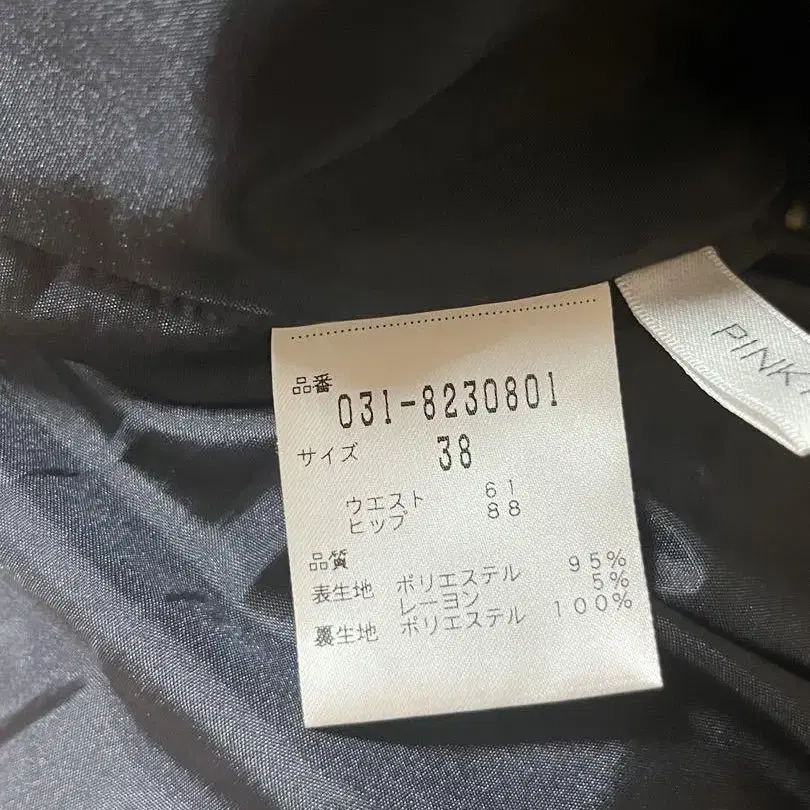 品番
031-8230801
サイズ 38
ウエスト 61
ヒップ 88
品質
表生地 ポリエステル 95%
レーヨン 5%
裏生地 ポリエステル 100%
PINK